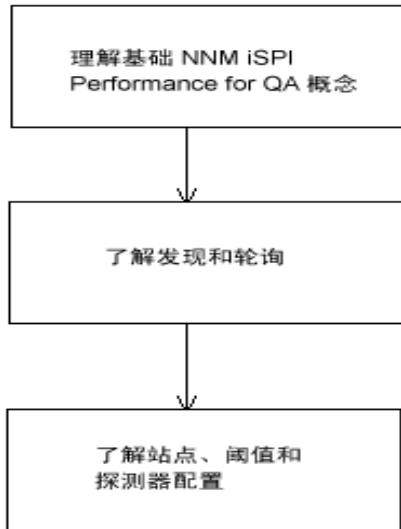 理解基础 NNM iSPI
Performance for QA 概念
了解发现和轮询
了解站点、阈值和
探测器配置